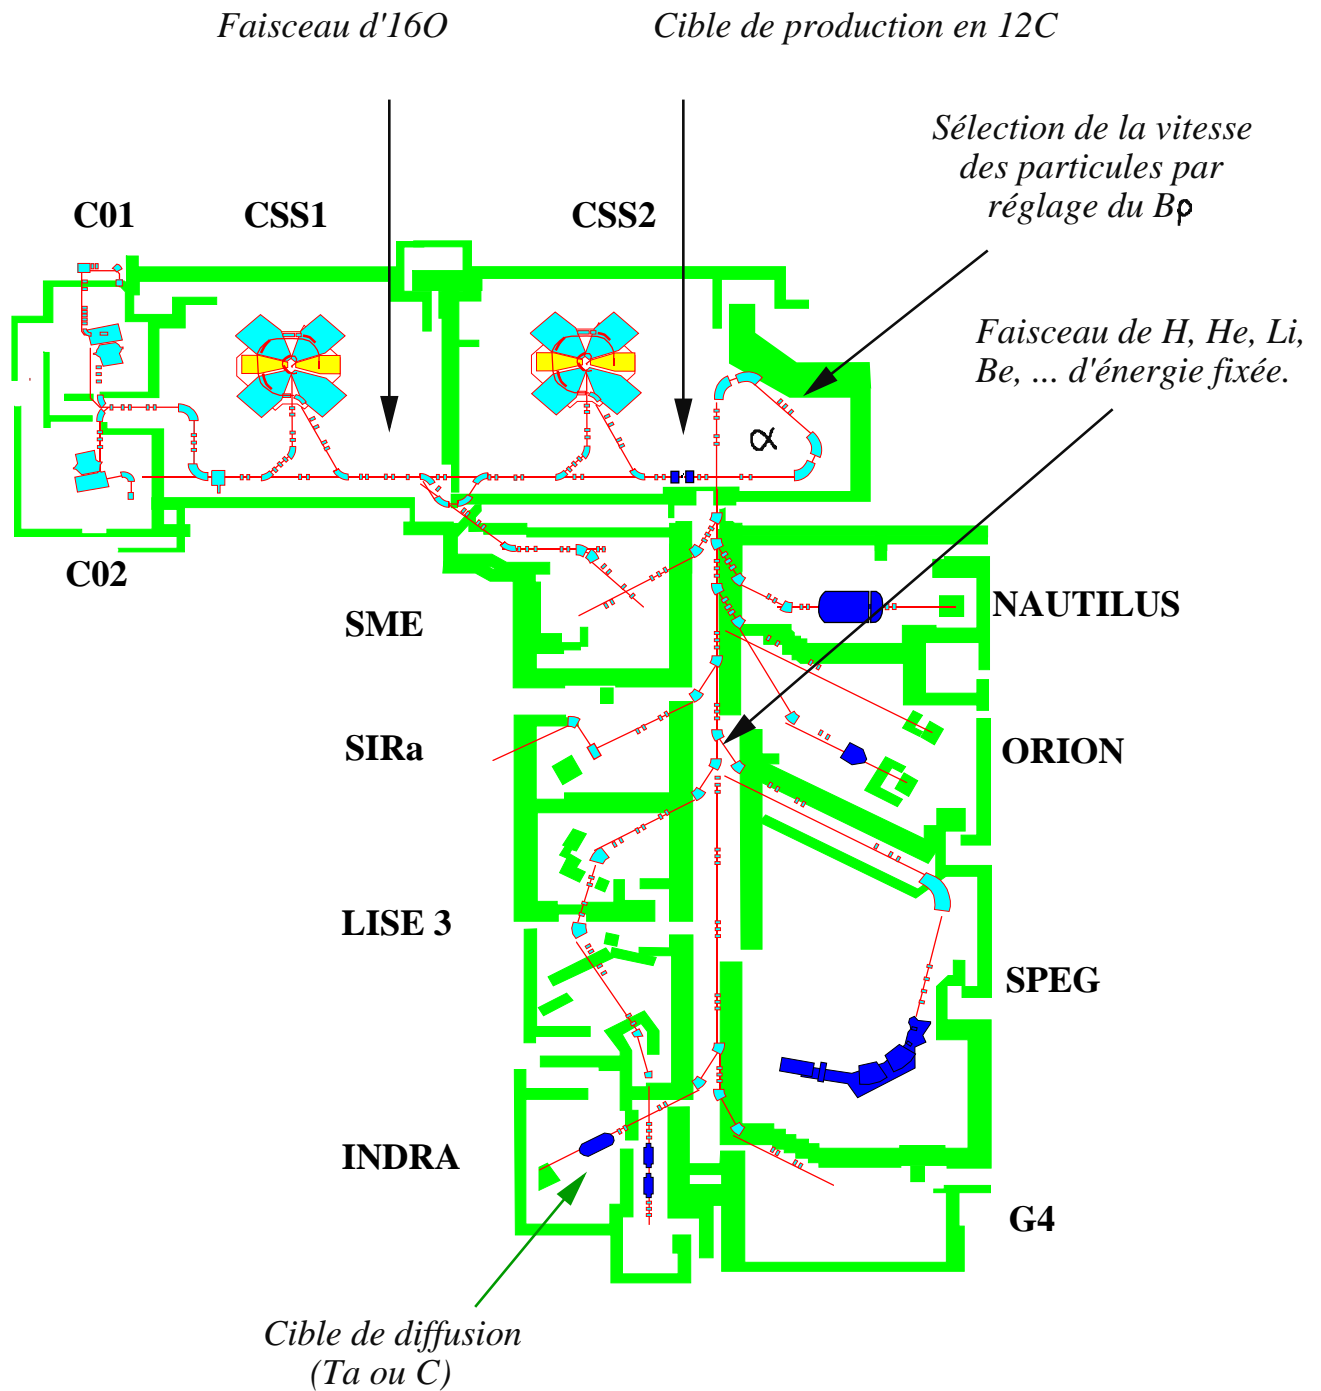 Faisceau d'16O
Cible de production en 12C
Sélection de la vitesse
des particules par
réglage du Bρ
C01
CSS1
CSS2
Faisceau de H, He, Li,
Be, ... d'énergie fixée.
α
C02
SME
NAUTILUS
SIRa
ORION
LISE 3
SPEG
INDRA
G4
Cible de diffusion
(Ta ou C)